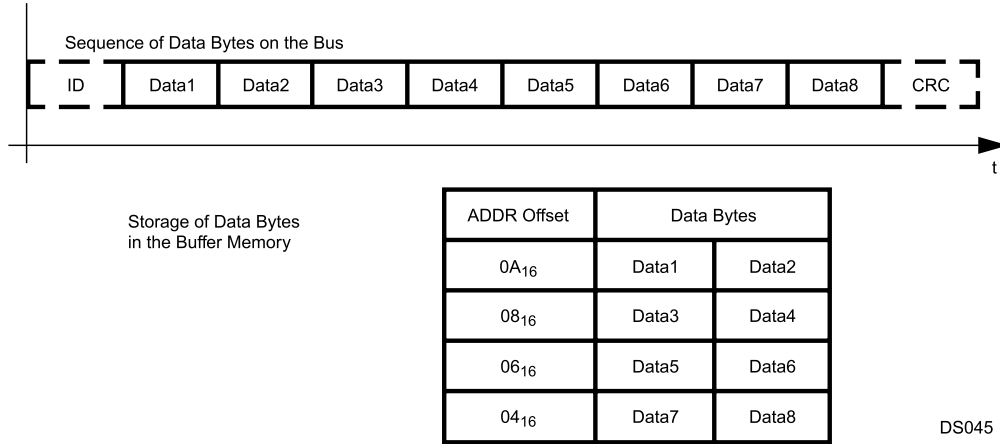 Sequence of Data Bytes on the Bus
ID Data1 Data2 Data3 Data4 Data5 Data6 Data7 Data8 CRC
t
Storage of Data Bytes
in the Buffer Memory
ADDR Offset Data Bytes
0A₁₆ Data1 Data2
08₁₆ Data3 Data4
06₁₆ Data5 Data6
04₁₆ Data7 Data8
DS045